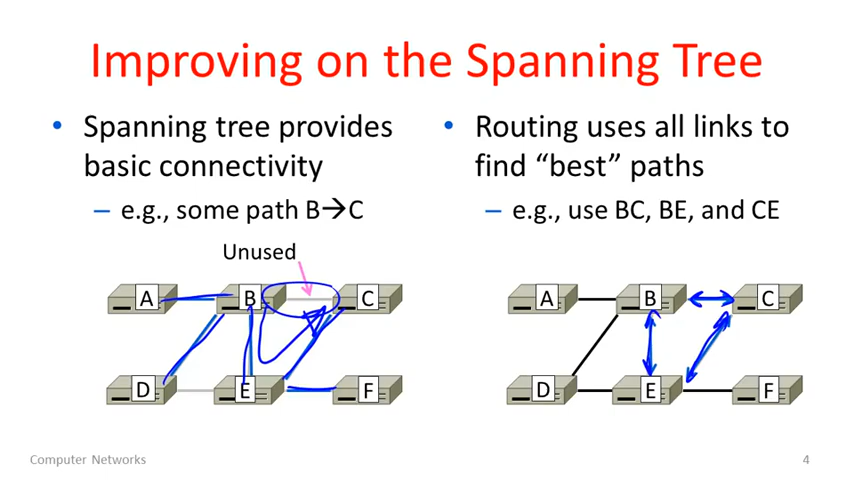 Improving on the Spanning Tree
• Spanning tree provides
basic connectivity
– e.g., some path B→C
Unused
A
B
C
D
E
F
• Routing uses all links to
find “best” paths
– e.g., use BC, BE, and CE
A
B
C
D
E
F
Computer Networks
4